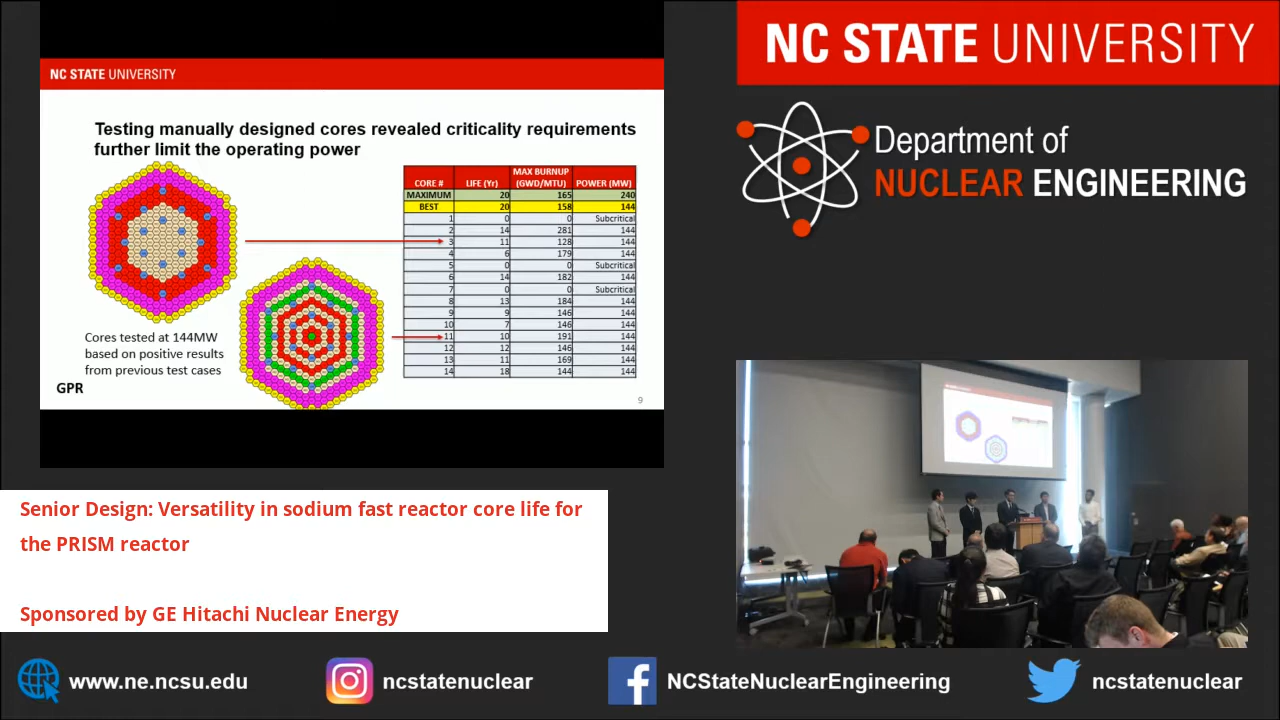 NC STATE UNIVERSITY
Testing manually designed cores revealed criticality requirements
further limit the operating power
CORE # LIFE (Yr) MAX BURNUP (GWD/MTU) POWER (MW)
MAXIMUM 20 165 240
BEST 20 158 144
1 0 0 Subcritical
2 14 281 144
3 11 128 144
4 6 179 144
5 0 0 Subcritical
6 14 182 144
7 0 0 Subcritical
8 13 184 144
9 9 146 144
10 7 146 144
11 10 191 144
12 12 146 144
13 11 169 144
14 18 144 144
Cores tested at 144MW
based on positive results
from previous test cases
GPR
9
NC STATE UNIVERSITY
Department of
NUCLEAR ENGINEERING
Senior Design: Versatility in sodium fast reactor core life for
the PRISM reactor
Sponsored by GE Hitachi Nuclear Energy
www.ne.ncsu.edu
ncstatenuclear
NCStateNuclearEngineering
ncstatenuclear